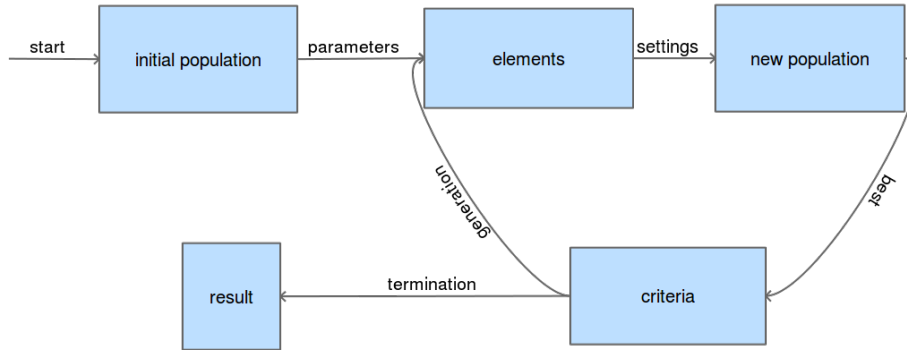 start
initial population
parameters
elements
settings
new population
best
generation
criteria
termination
result